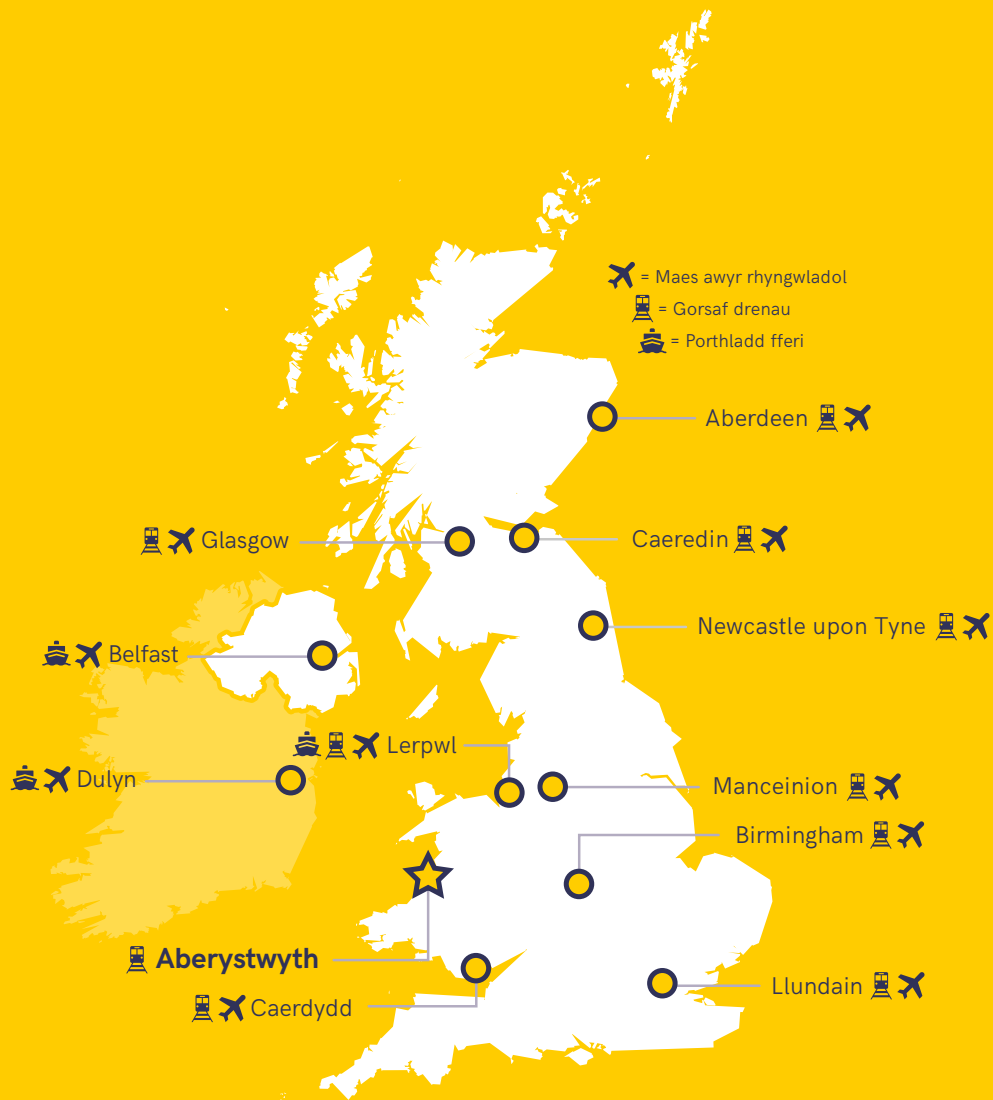 = Maes awyr rhyngwladol
= Gorsaf drenau
= Porthladd fferi
Aberdeen
Glasgow
Caeredin
Newcastle upon Tyne
Belfast
Lerpwl
Dulyn
Manceinion
Birmingham
Aberystwyth
Llundain
Caerdydd